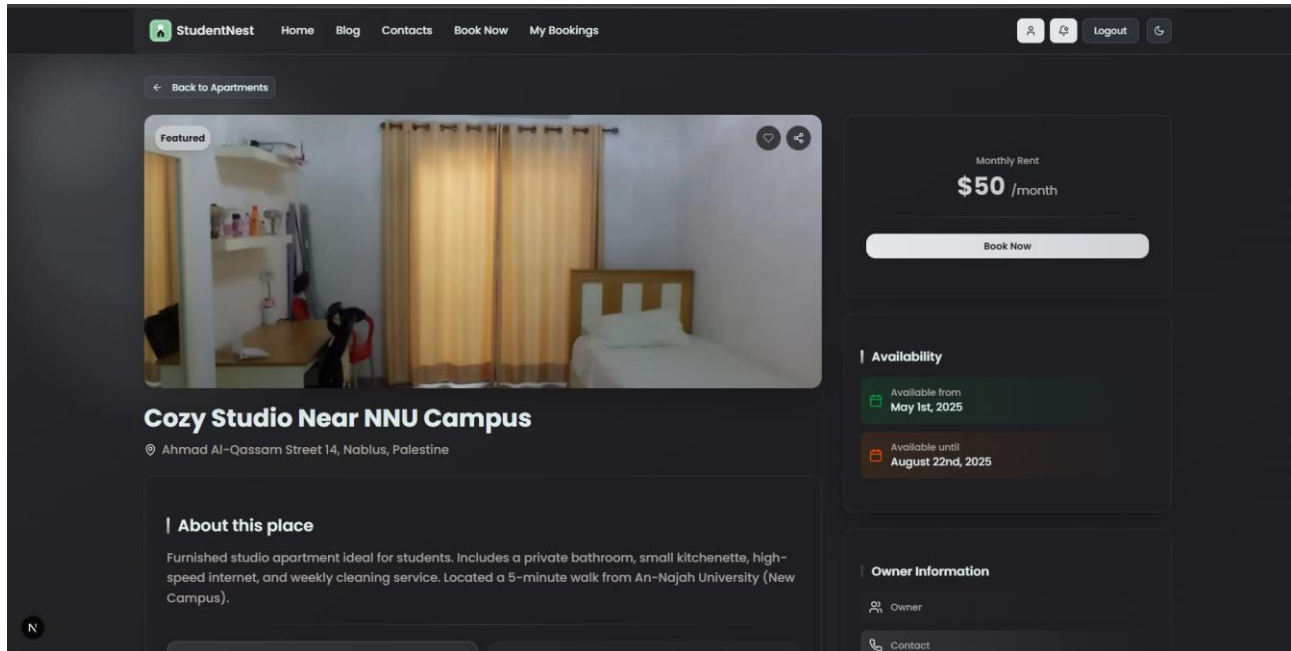 StudentNest Home Blog Contacts Book Now My Bookings Logout
Back to Apartments
Featured
Cozy Studio Near NNU Campus
Ahmad Al-Qassam Street 14, Nablus, Palestine
About this place
Furnished studio apartment ideal for students. Includes a private bathroom, small kitchenette, high-
speed internet, and weekly cleaning service. Located a 5-minute walk from An-Najah University (New
Campus).
Monthly Rent
$50 /month
Book Now
Availability
Available from
May 1st, 2025
Available until
August 22nd, 2025
Owner Information
Owner
Contact
N